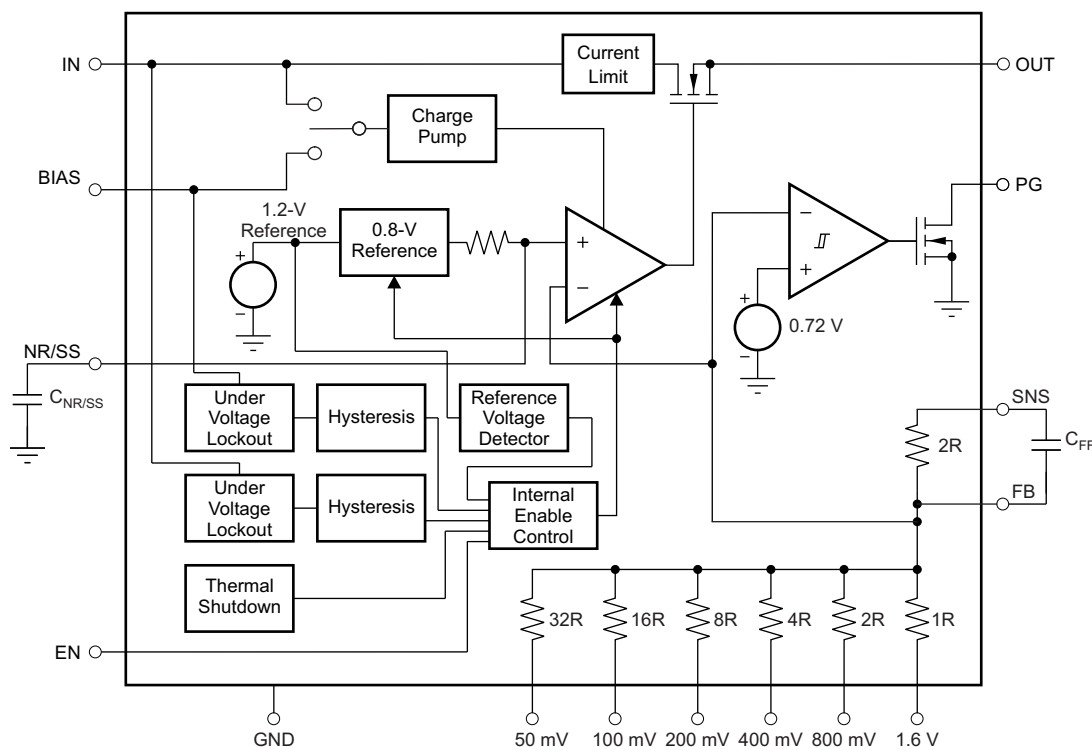 IN
Current
Limit
OUT
Charge
Pump
BIAS
PG
1.2-V
Reference
0.8-V
Reference
+
−
+
−
−
+
+
−
0.72 V
NR/SS
CNR/SS
Under
Voltage
Lockout
Hysteresis
Reference
Voltage
Detector
SNS
2R
CFF
FB
Under
Voltage
Lockout
Hysteresis
Internal
Enable
Control
Thermal
Shutdown
32R
16R
8R
4R
2R
1R
EN
GND
50 mV
100 mV
200 mV
400 mV
800 mV
1.6 V